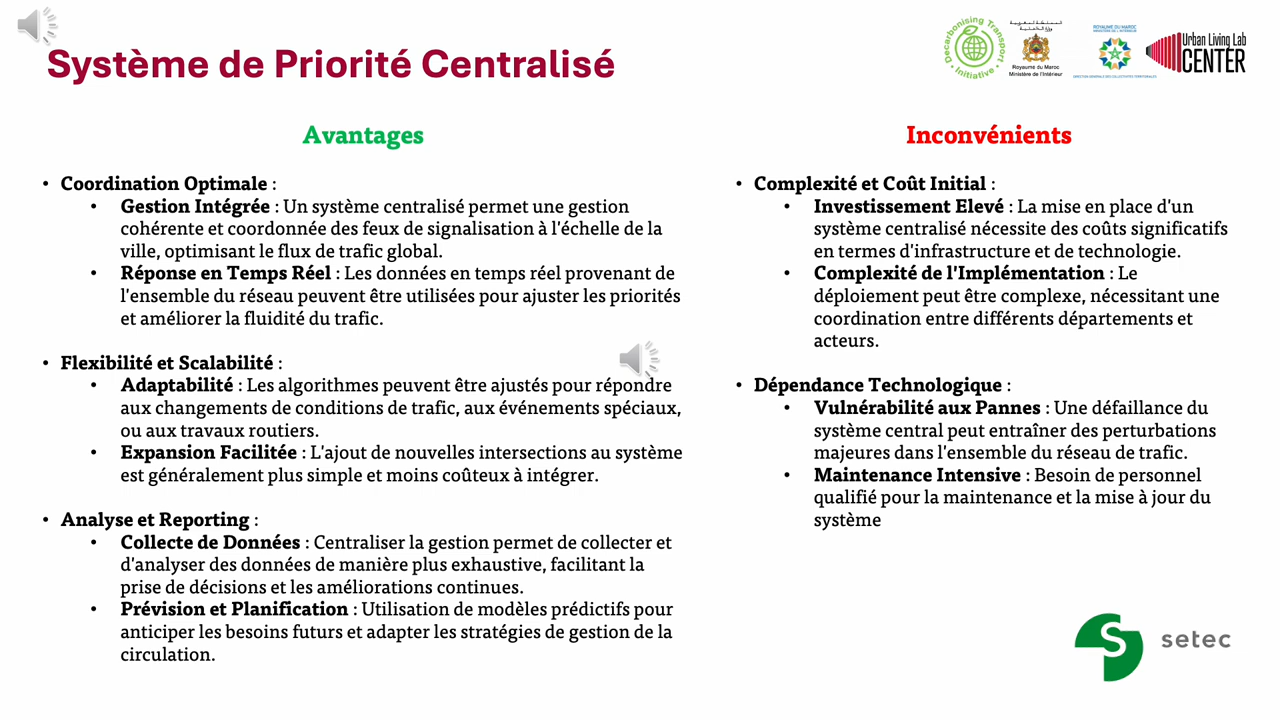 Système de Priorité Centralisé
Decarbonising Transport
Initiative
Royaume du Maroc
Ministère de l'Intérieur
ROYAUME DU MAROC
MINISTÈRE DE L'INTÉRIEUR
DIRECTION GENERALE DES COLLECTIVITES TERRITORIALES
Urban Living Lab
CENTER
Avantages
• Coordination Optimale :
• Gestion Intégrée : Un système centralisé permet une gestion
cohérente et coordonnée des feux de signalisation à l'échelle de la
ville, optimisant le flux de trafic global.
• Réponse en Temps Réel : Les données en temps réel provenant de
l'ensemble du réseau peuvent être utilisées pour ajuster les priorités
et améliorer la fluidité du trafic.
• Flexibilité et Scalabilité :
• Adaptabilité : Les algorithmes peuvent être ajustés pour répondre
aux changements de conditions de trafic, aux événements spéciaux,
ou aux travaux routiers.
• Expansion Facilitée : L'ajout de nouvelles intersections au système
est généralement plus simple et moins coûteux à intégrer.
• Analyse et Reporting :
• Collecte de Données : Centraliser la gestion permet de collecter et
d'analyser des données de manière plus exhaustive, facilitant la
prise de décisions et les améliorations continues.
• Prévision et Planification : Utilisation de modèles prédictifs pour
anticiper les besoins futurs et adapter les stratégies de gestion de la
circulation.
Inconvénients
• Complexité et Coût Initial :
• Investissement Elevé : La mise en place d'un
système centralisé nécessite des coûts significatifs
en termes d'infrastructure et de technologie.
• Complexité de l'Implémentation : Le
déploiement peut être complexe, nécessitant une
coordination entre différents départements et
acteurs.
• Dépendance Technologique :
• Vulnérabilité aux Pannes : Une défaillance du
système central peut entraîner des perturbations
majeures dans l'ensemble du réseau de trafic.
• Maintenance Intensive : Besoin de personnel
qualifié pour la maintenance et la mise à jour du
système
S setec